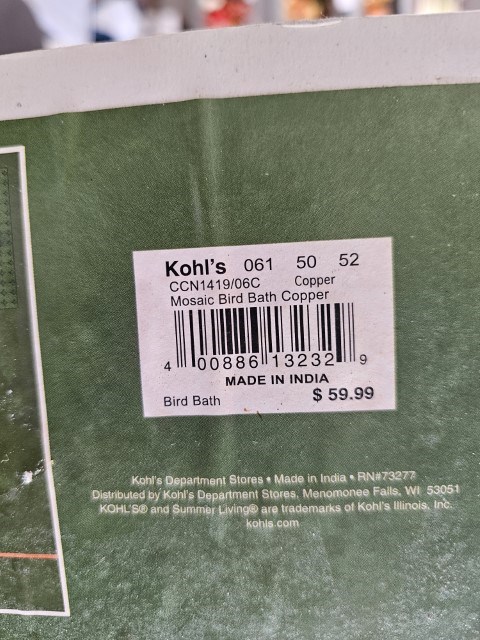 Kohl's 061 50 52
CCN1419/06C Copper
Mosaic Bird Bath Copper
4 00886 13232 9
MADE IN INDIA
Bird Bath $ 59.99
Kohl's Department Stores • Made in India • RN#73277
Distributed by Kohl's Department Stores, Menomonee Falls, WI 53051
KOHL'S® and Summer Living® are trademarks of Kohl's Illinois, Inc.
kohls.com